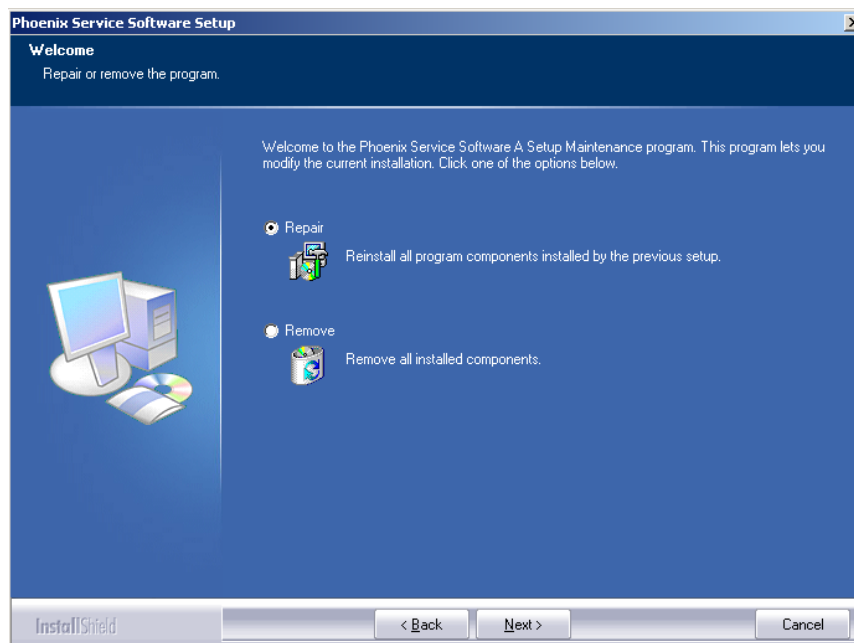 Phoenix Service Software Setup
Welcome
Repair or remove the program.
Welcome to the Phoenix Service Software A Setup Maintenance program. This program lets you
modify the current installation. Click one of the options below.
Repair
Reinstall all program components installed by the previous setup.
Remove
Remove all installed components.
InstallShield
< Back
Next >
Cancel